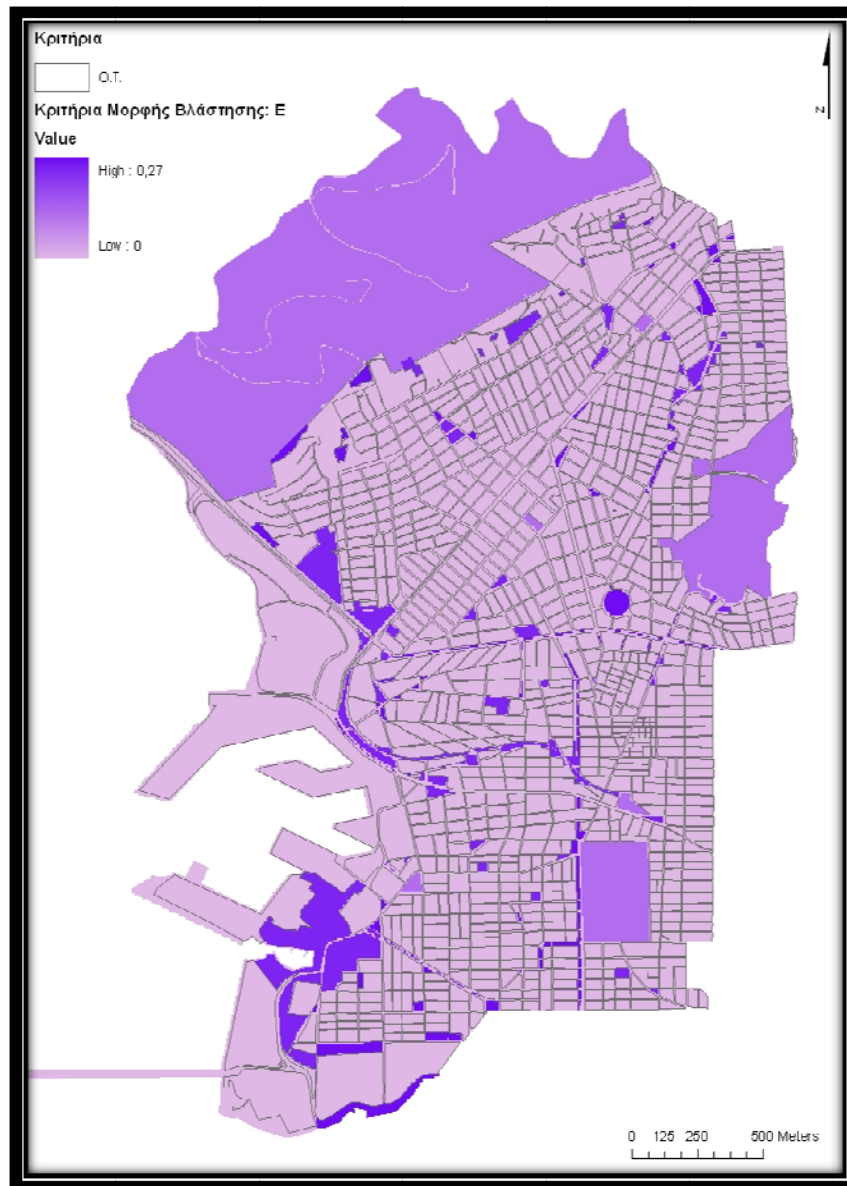 Κριτήρια
Ο.Τ.
Κριτήρια Μορφής Βλάστησης: Ε
Value
High : 0,27
Low : 0
N
0 125 250 500 Meters